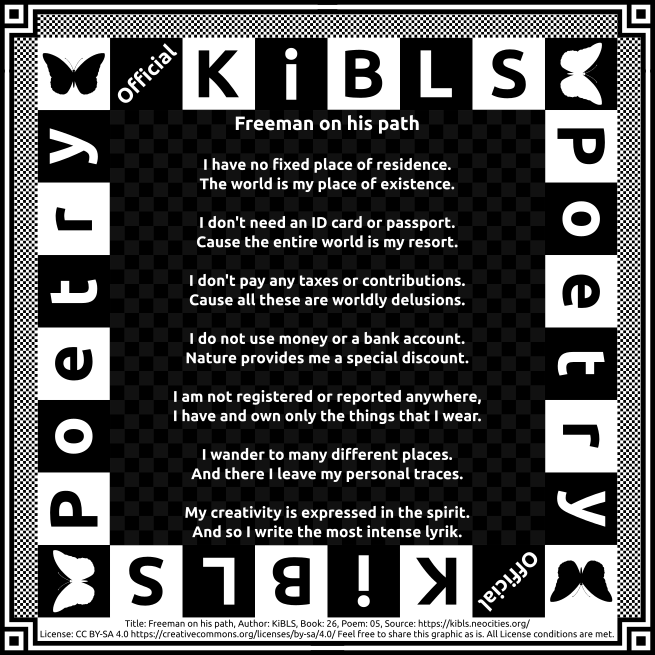 Official KiBLS
Poetry
Poetry
Freeman on his path
I have no fixed place of residence.
The world is my place of existence.
I don't need an ID card or passport.
Cause the entire world is my resort.
I don't pay any taxes or contributions.
Cause all these are worldly delusions.
I do not use money or a bank account.
Nature provides me a special discount.
I am not registered or reported anywhere,
I have and own only the things that I wear.
I wander to many different places.
And there I leave my personal traces.
My creativity is expressed in the spirit.
And so I write the most intense lyrik.
Official KiBLS
Title: Freeman on his path, Author: KiBLS, Book: 26, Poem: 05, Source: https://kibls.neocities.org/
License: CC BY-SA 4.0 https://creativecommons.org/licenses/by-sa/4.0/ Feel free to share this graphic as is. All License conditions are met.